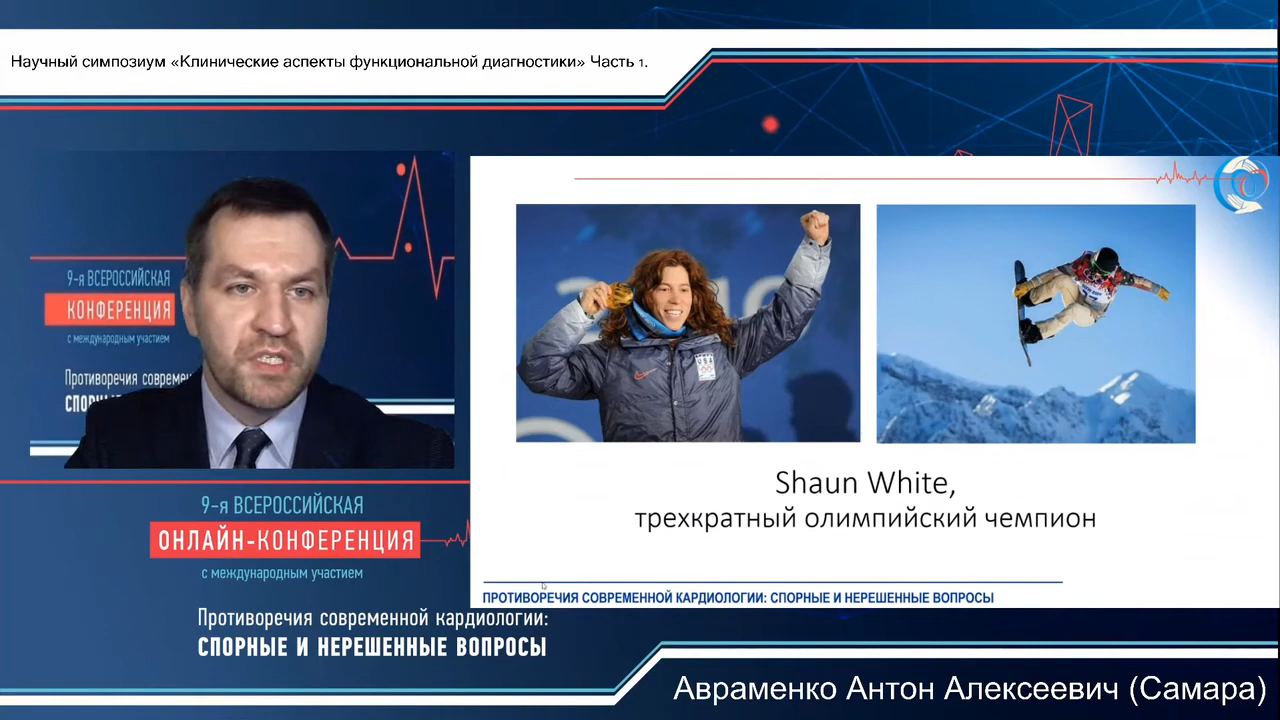 Научный симпозиум «Клинические аспекты функциональной диагностики» Часть 1.
9-я ВСЕРОССИЙСКАЯ
КОНФЕРЕНЦИЯ
с международным участием
Противоречия
9-я ВСЕРОССИЙСКАЯ
ОНЛАЙН-КОНФЕРЕНЦИЯ
с международным участием
Противоречия современной кардиологии:
СПОРНЫЕ И НЕРЕШЕННЫЕ ВОПРОСЫ
Shaun White,
трехкратный олимпийский чемпион
ПРОТИВОРЕЧИЯ СОВРЕМЕННОЙ КАРДИОЛОГИИ: СПОРНЫЕ И НЕРЕШЕННЫЕ ВОПРОСЫ
Авраменко Антон Алексеевич (Самара)